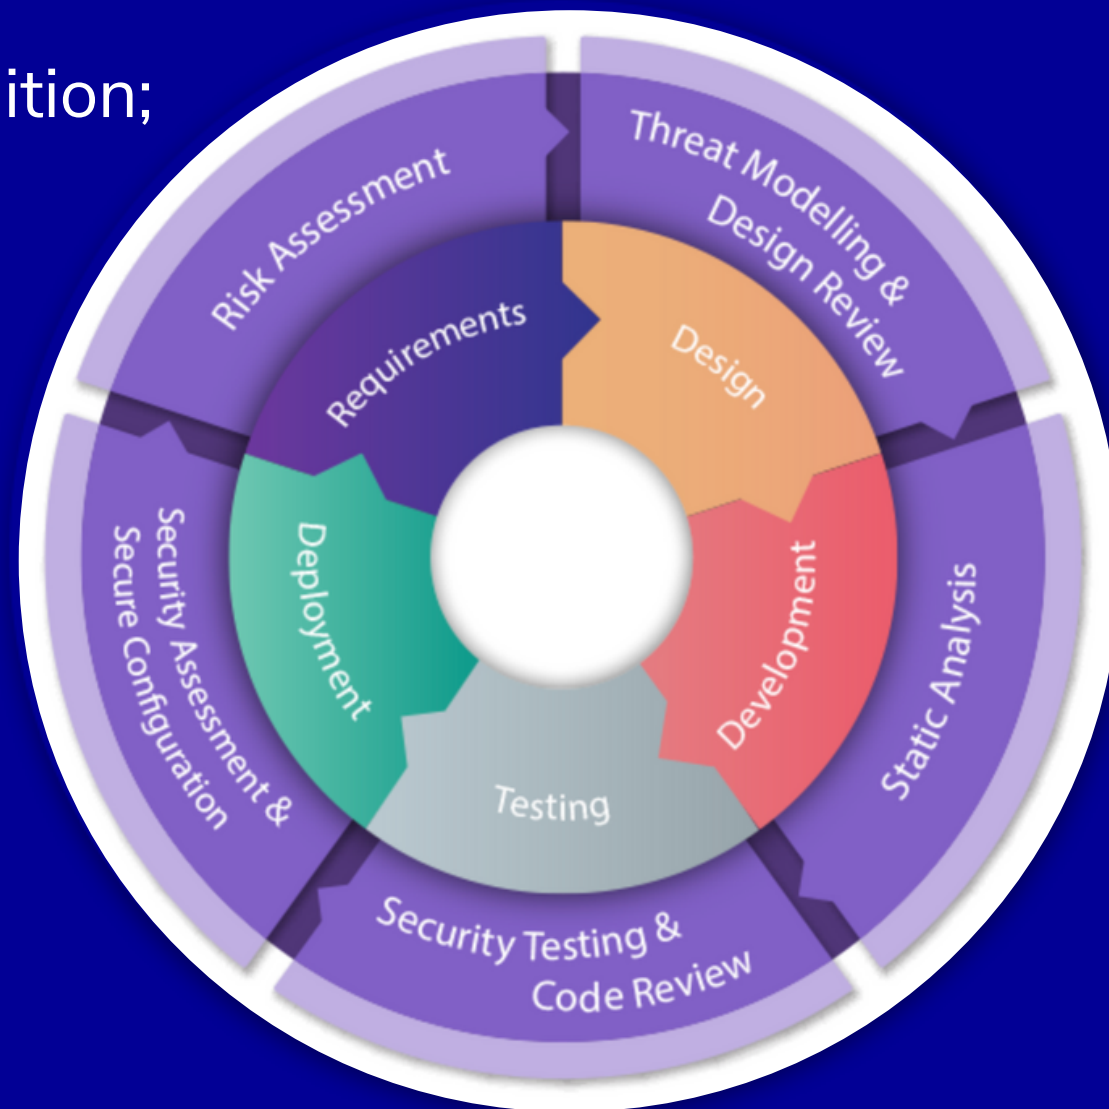 ition;
Risk Assessment
Threat Modelling &
Design Review
Requirements
Design
Security Assessment &
Secure Configuration
Deployment
Development
Static Analysis
Testing
Security Testing &
Code Review